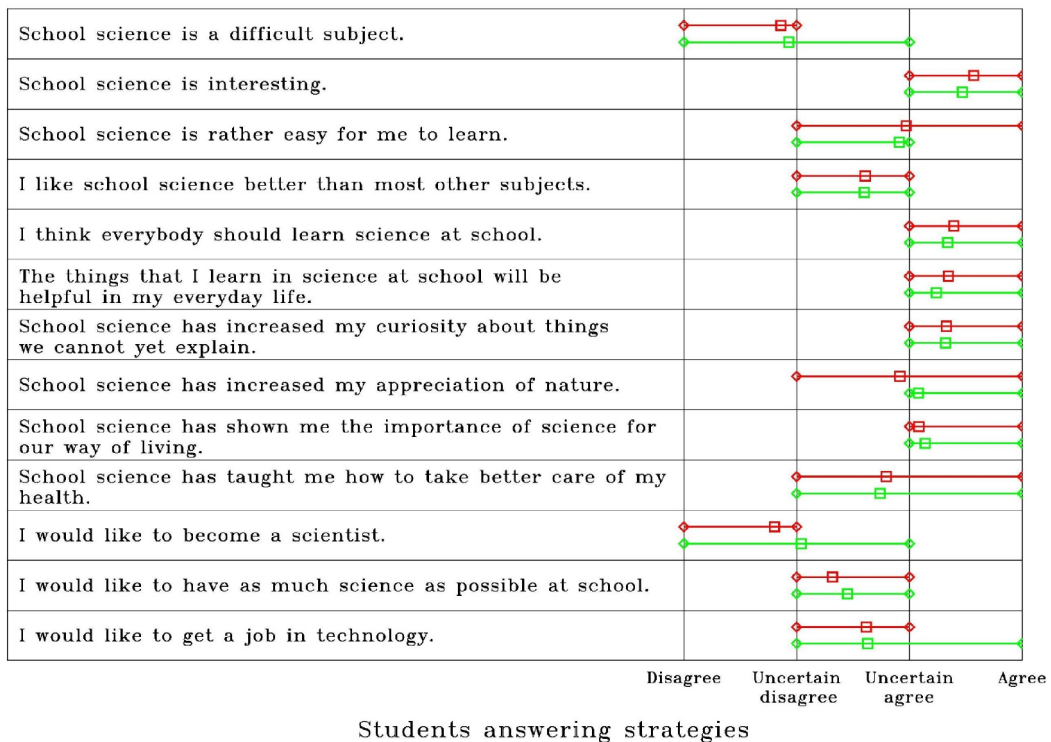 School science is a difficult subject.
School science is interesting.
School science is rather easy for me to learn.
I like school science better than most other subjects.
I think everybody should learn science at school.
The things that I learn in science at school will be
helpful in my everyday life.
School science has increased my curiosity about things
we cannot yet explain.
School science has increased my appreciation of nature.
School science has shown me the importance of science for
our way of living.
School science has taught me how to take better care of my
health.
I would like to become a scientist.
I would like to have as much science as possible at school.
I would like to get a job in technology.
Disagree
Uncertain
disagree
Uncertain
agree
Agree
Students answering strategies